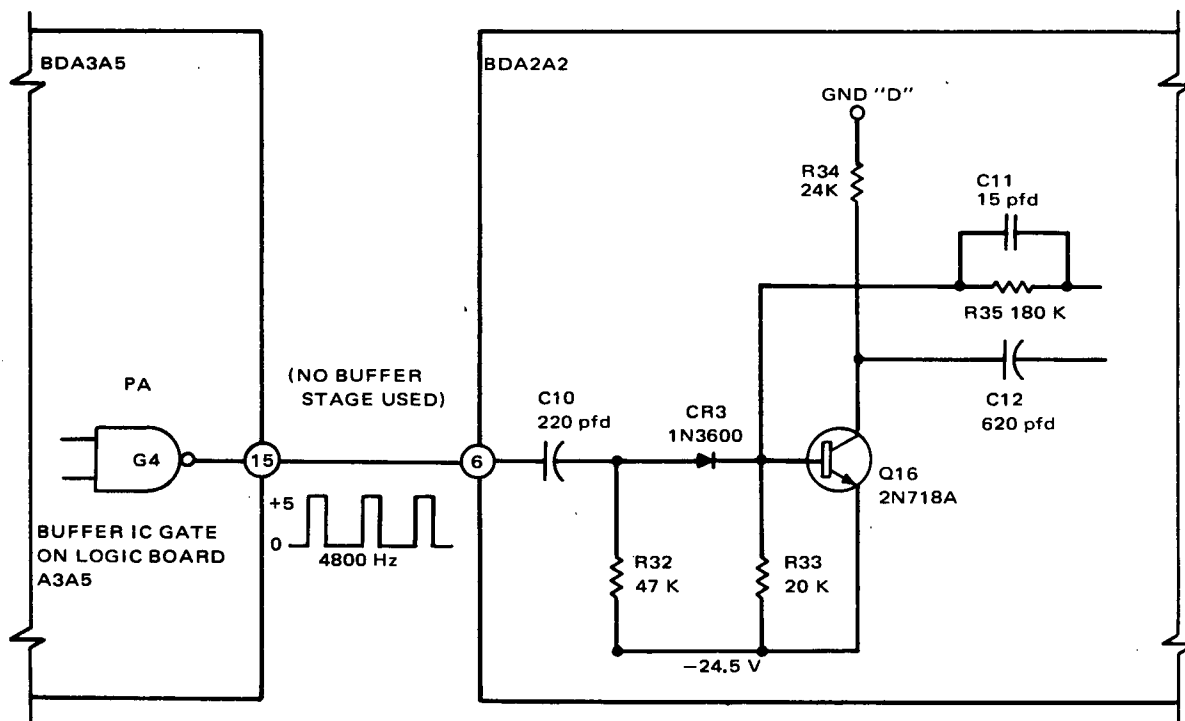 BDA3A5
BDA2A2
GND "D"
R34
24K
C11
15 pfd
R35 180 K
C12
620 pfd
PA
G4
15
(NO BUFFER
STAGE USED)
6
C10
220 pfd
CR3
1N3600
Q16
2N718A
+5
0
4800 Hz
BUFFER IC GATE
ON LOGIC BOARD
A3A5
R32
47 K
R33
20 K
−24.5 V